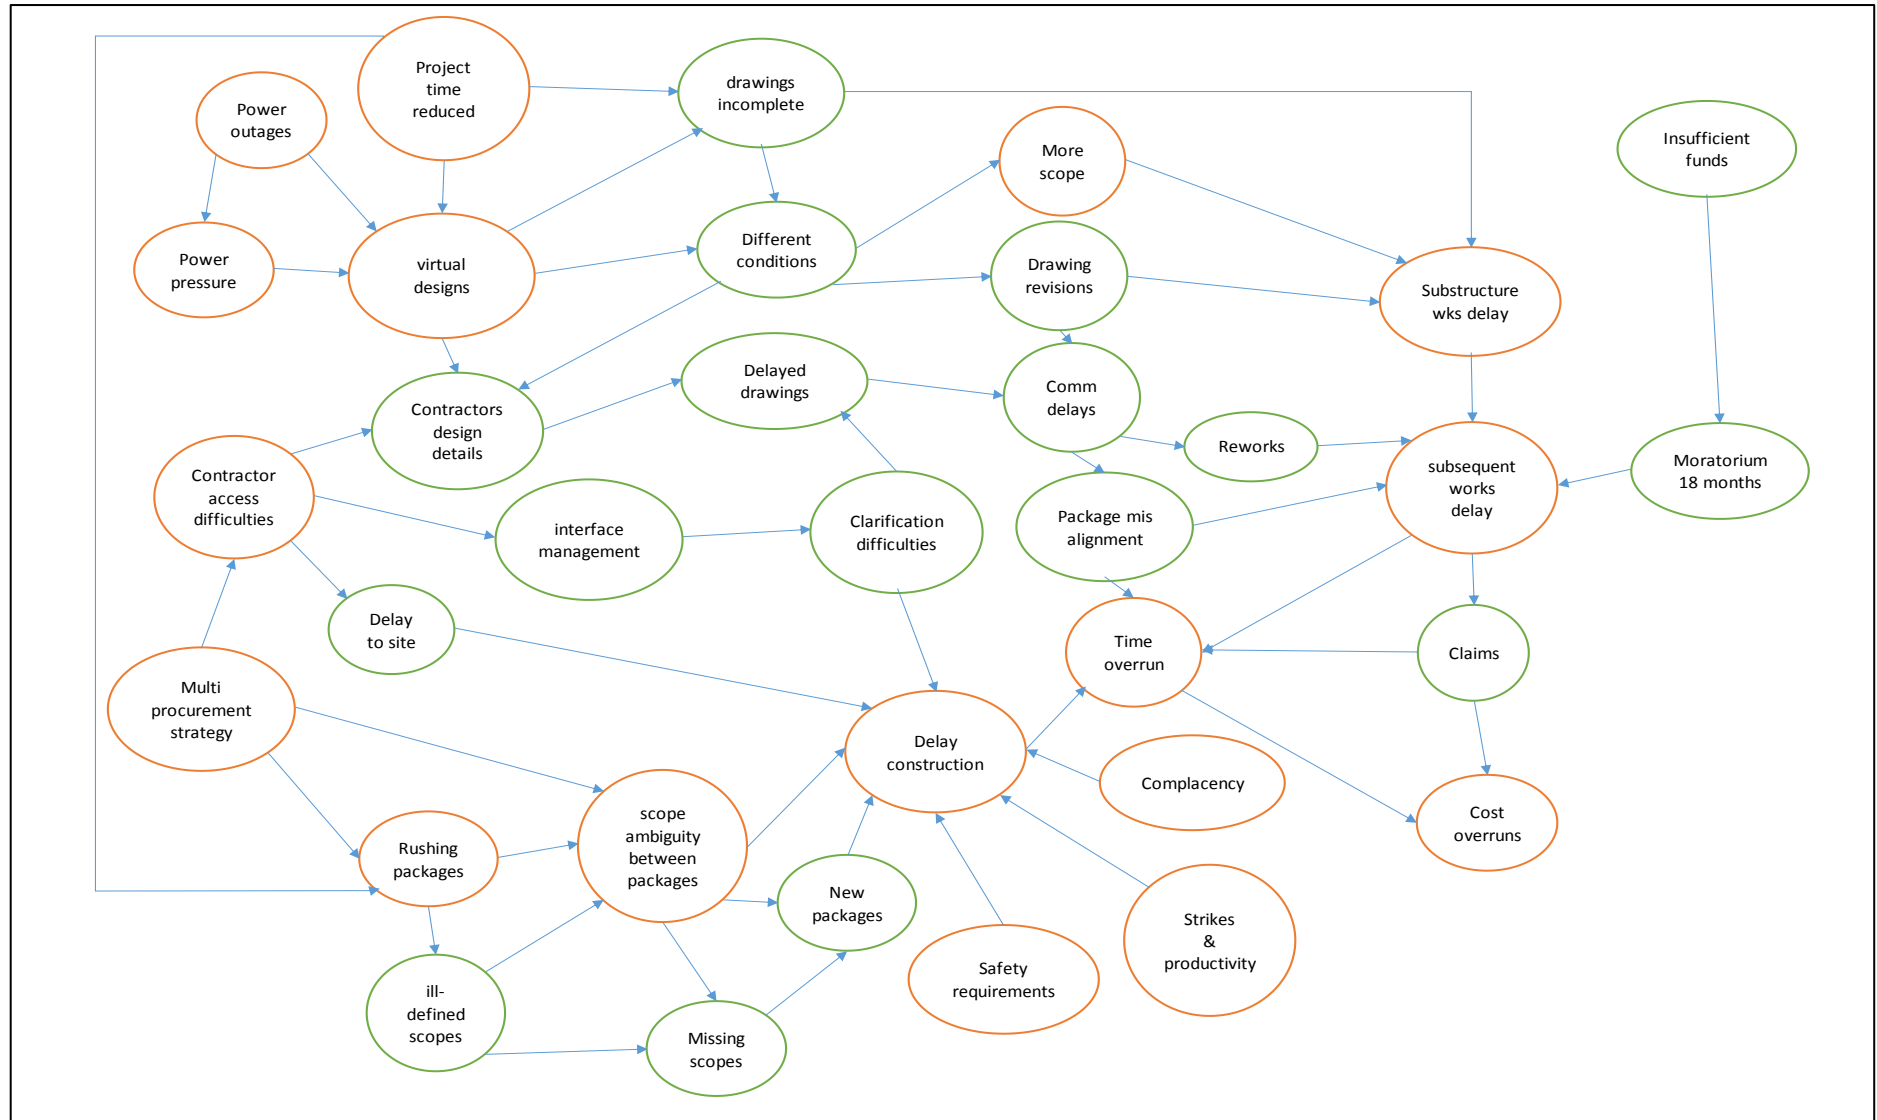 Project
time
reduced
drawings
incomplete
Power
outages
More
scope
Insufficient
funds
Power
pressure
virtual
designs
Different
conditions
Drawing
revisions
Substructure
wks delay
Contractors
design
details
Delayed
drawings
Comm
delays
Reworks
subsequent
works
delay
Moratorium
18 months
Contractor
access
difficulties
interface
management
Clarification
difficulties
Package mis
alignment
Delay
to site
Time
overrun
Claims
Multi
procurement
strategy
Delay
construction
Complacency
Cost
overruns
Rushing
packages
scope
ambiguity
between
packages
New
packages
Strikes
&
productivity
Safety
requirements
ill-
defined
scopes
Missing
scopes